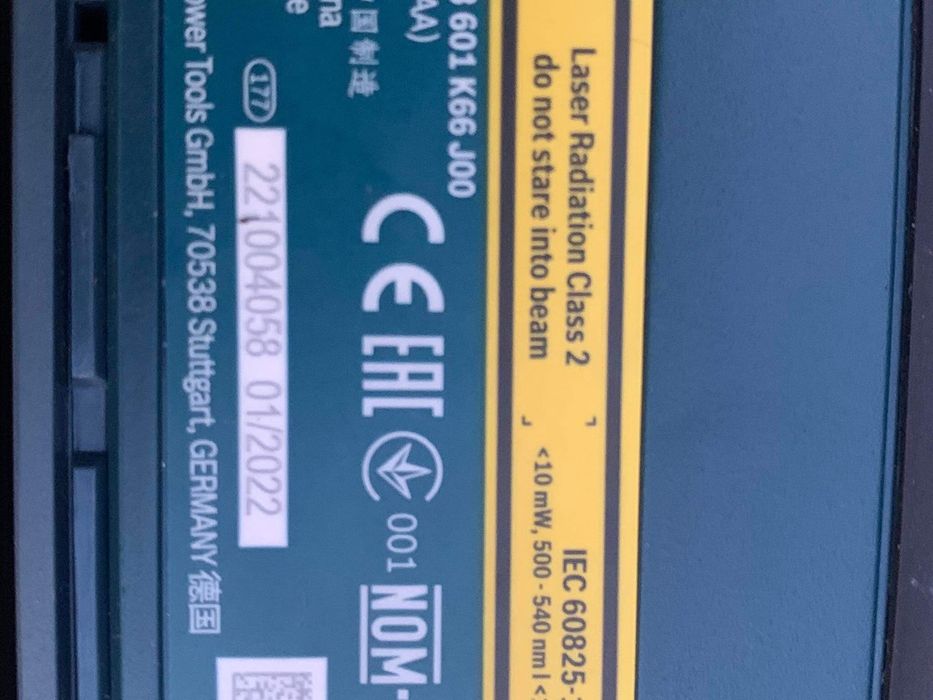 Laser Radiation Class 2
do not stare into beam
IEC 60825-
<10 mW, 500 - 540 nm
601 K66 J00
AA)
国制造
CE EAC 001 NOM-
177
221004058 01/2022
ower Tools GmbH, 70538 Stuttgart, GERMANY 德国